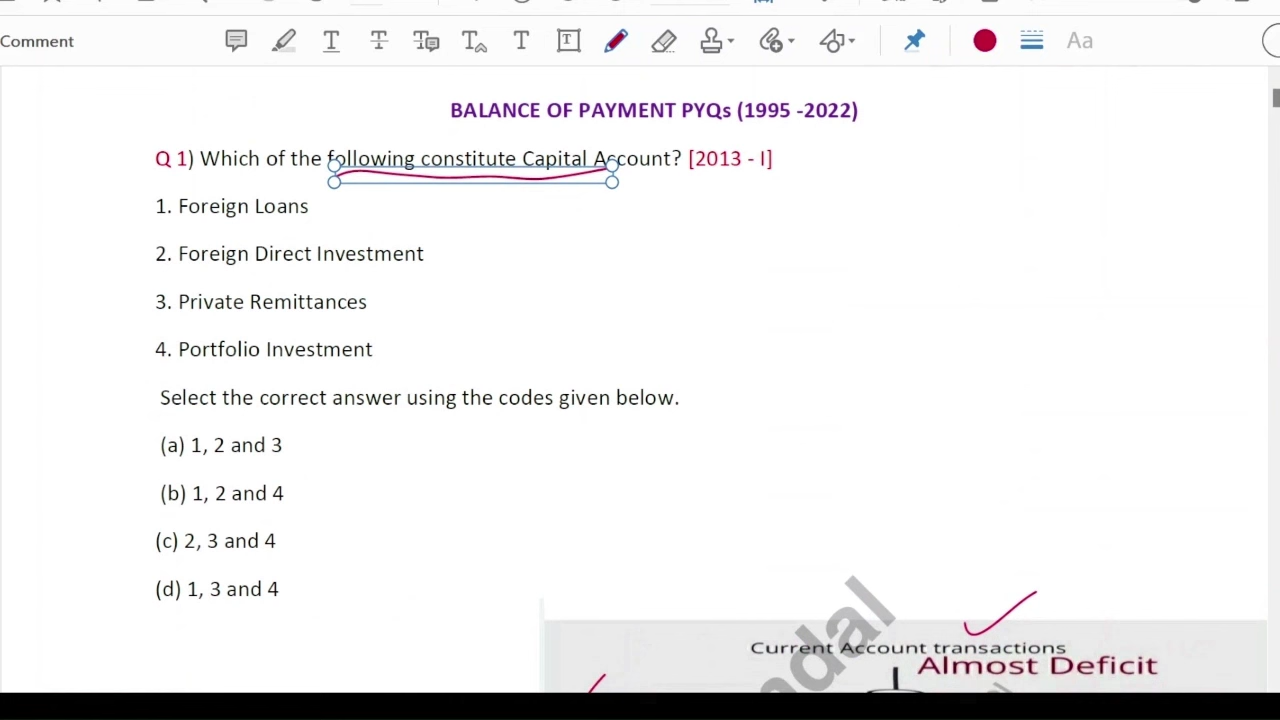 Comment
T T T T T T
Aa
BALANCE OF PAYMENT PYQs (1995 -2022)
Q 1) Which of the following constitute Capital Account? [2013 - I]
1. Foreign Loans
2. Foreign Direct Investment
3. Private Remittances
4. Portfolio Investment
Select the correct answer using the codes given below.
(a) 1, 2 and 3
(b) 1, 2 and 4
(c) 2, 3 and 4
(d) 1, 3 and 4
dal
Current Account transactions
Almost Deficit